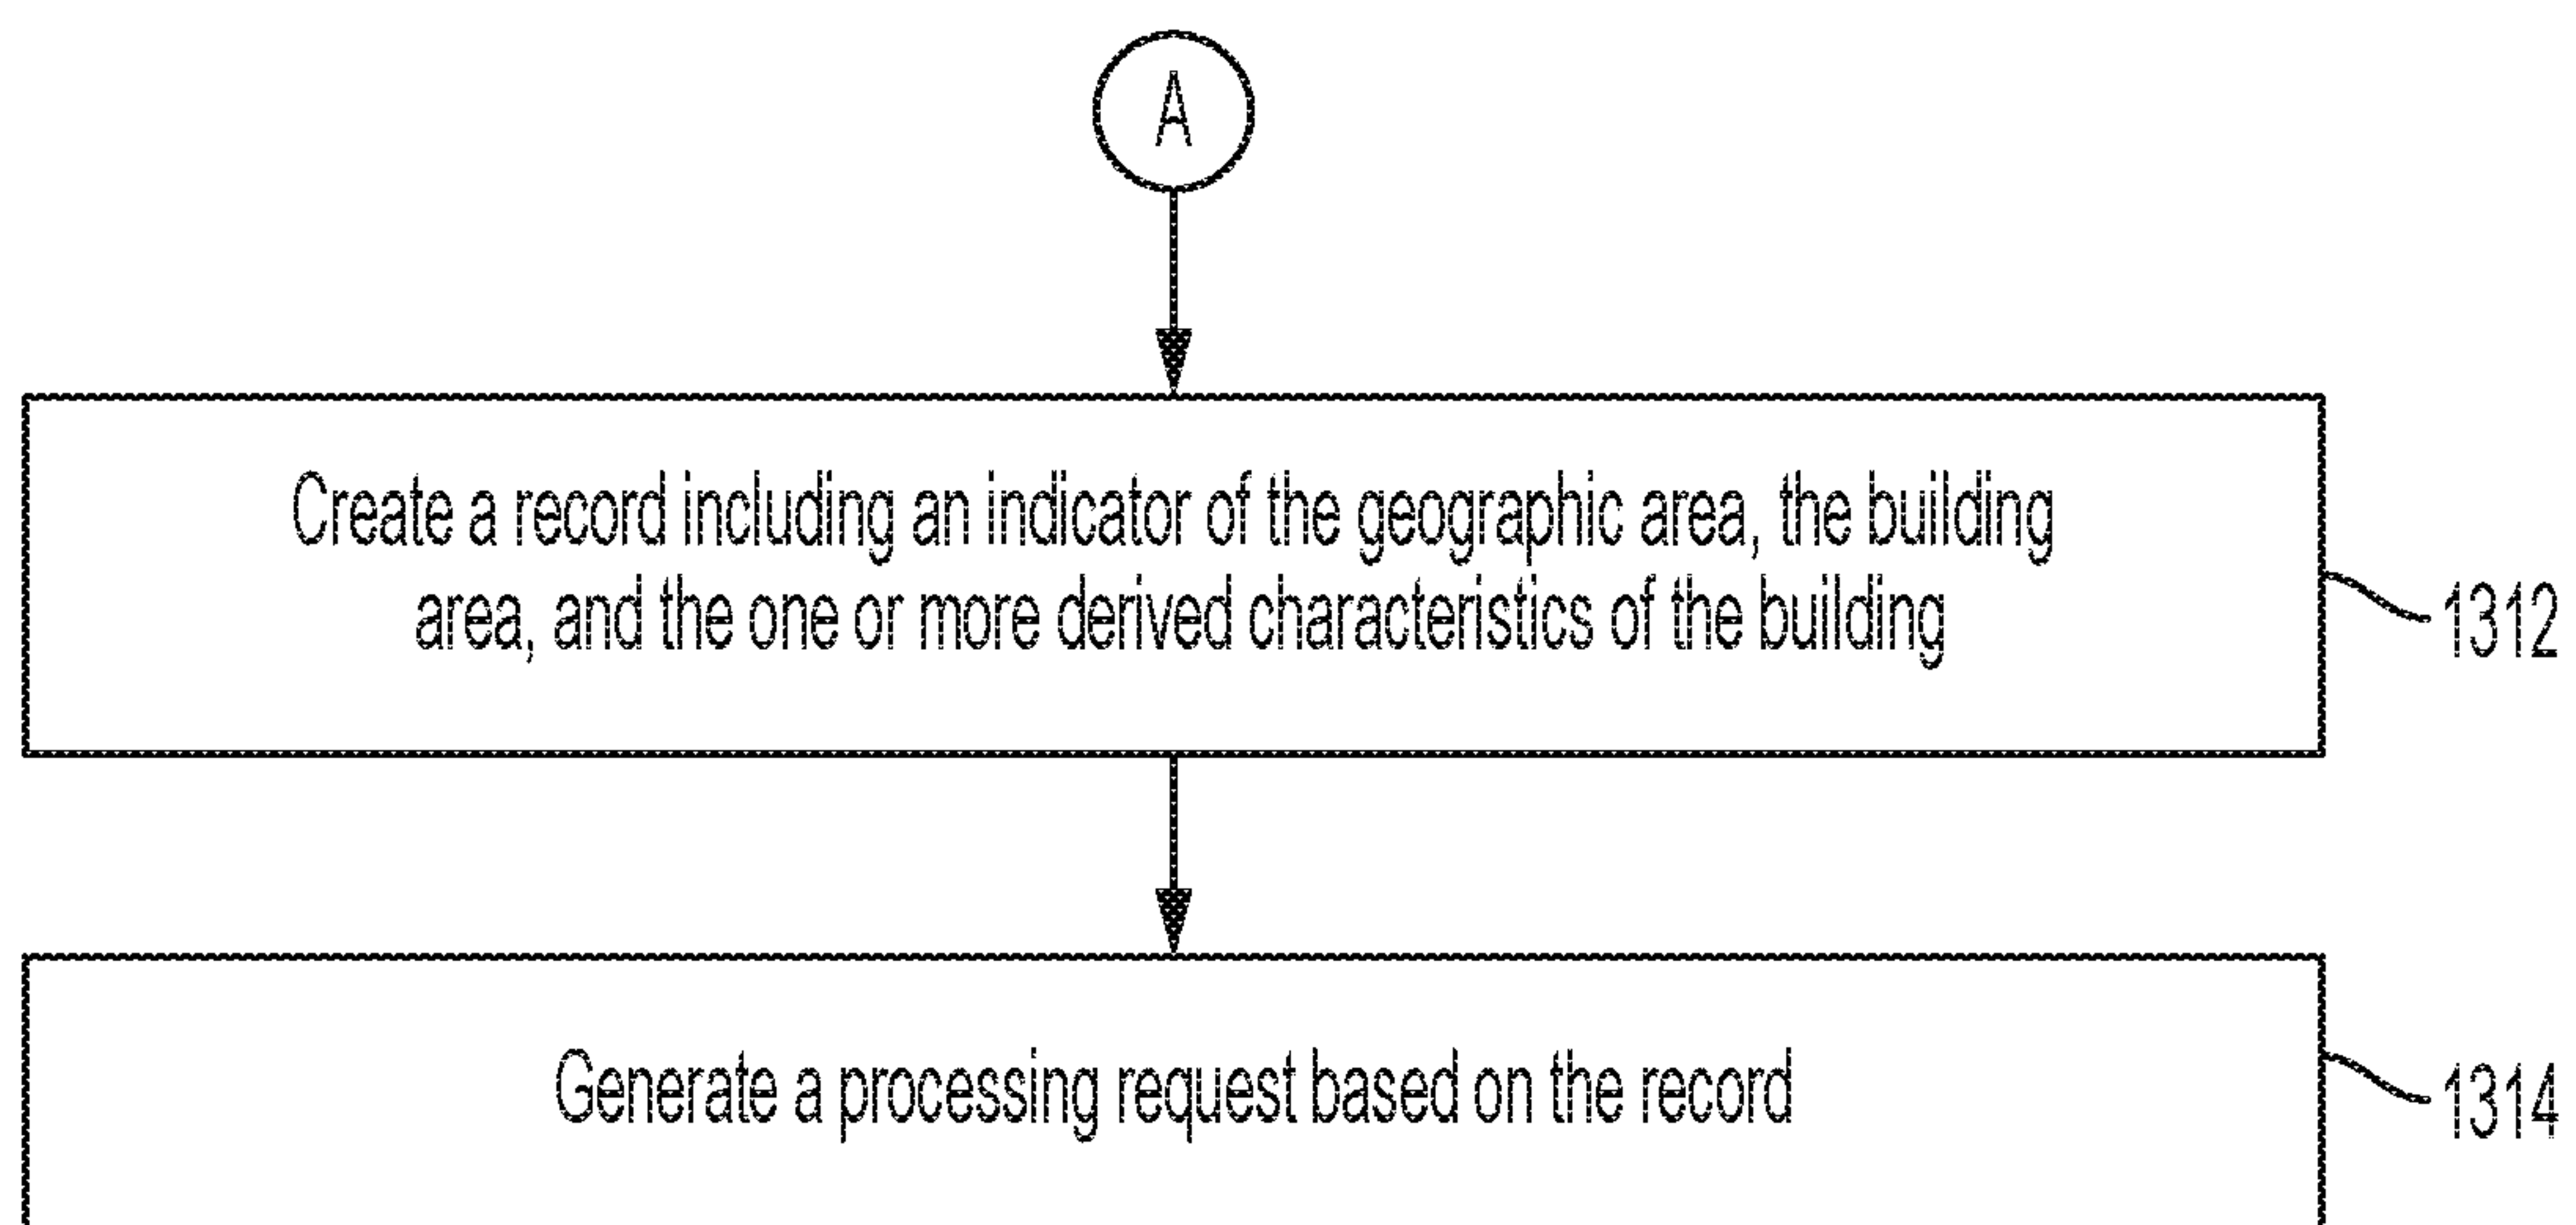 A
Create a record including an indicator of the geographic area, the building
area, and the one or more derived characteristics of the building
1312
Generate a processing request based on the record
1314